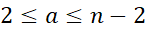 2 ≤ a ≤ n − 2